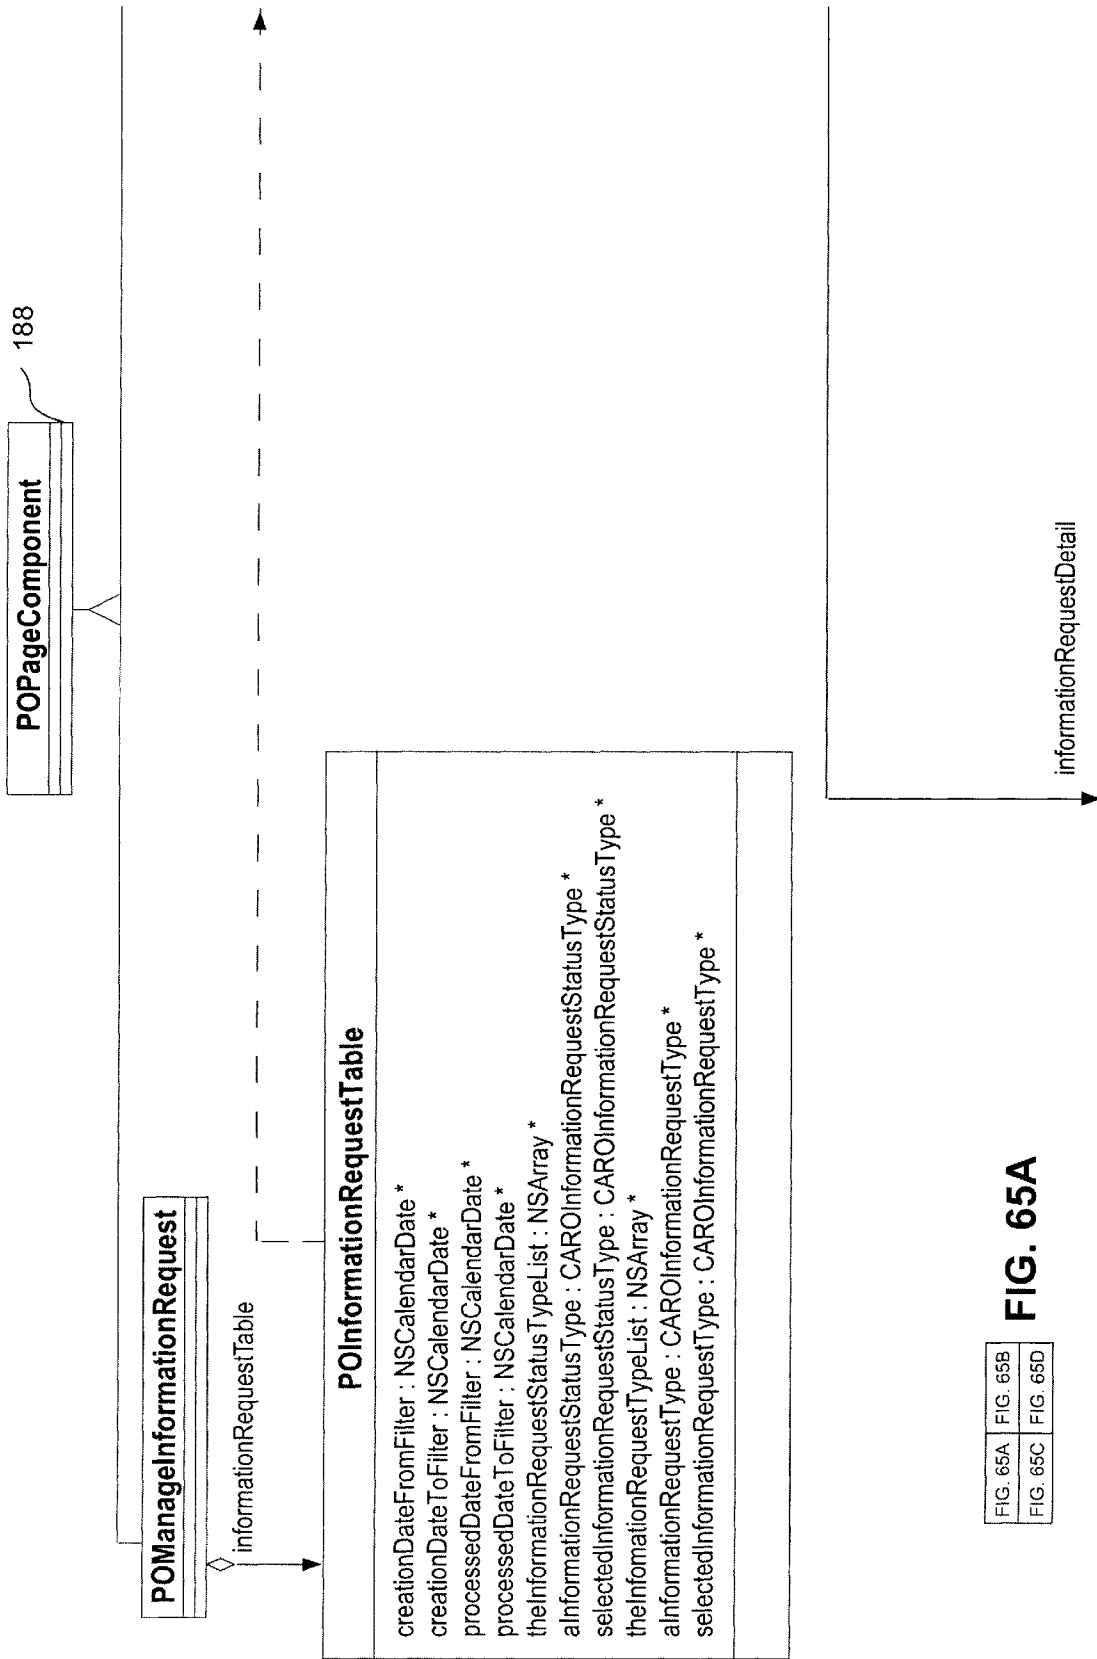 POPageComponent
188
POManageInformationRequest
informationRequestTable
POInformationRequestTable
creationDateFromFilter : NSCalendarDate *
creationDateToFilter : NSCalendarDate *
processedDateFromFilter : NSCalendarDate *
processedDateToFilter : NSCalendarDate *
theInformationRequestStatusTypeList : NSArray *
aInformationRequestStatusType : CAROInformationRequestStatusType *
selectedInformationRequestStatusType : CAROInformationRequestStatusType *
theInfomationRequestTypeList : NSArray *
aInformationRequestType : CAROInformationRequestType *
selectedInformationRequestType : CAROInformationRequestType *
informationRequestDetail
FIG. 65A FIG. 65B
FIG. 65C FIG. 65D
FIG. 65A